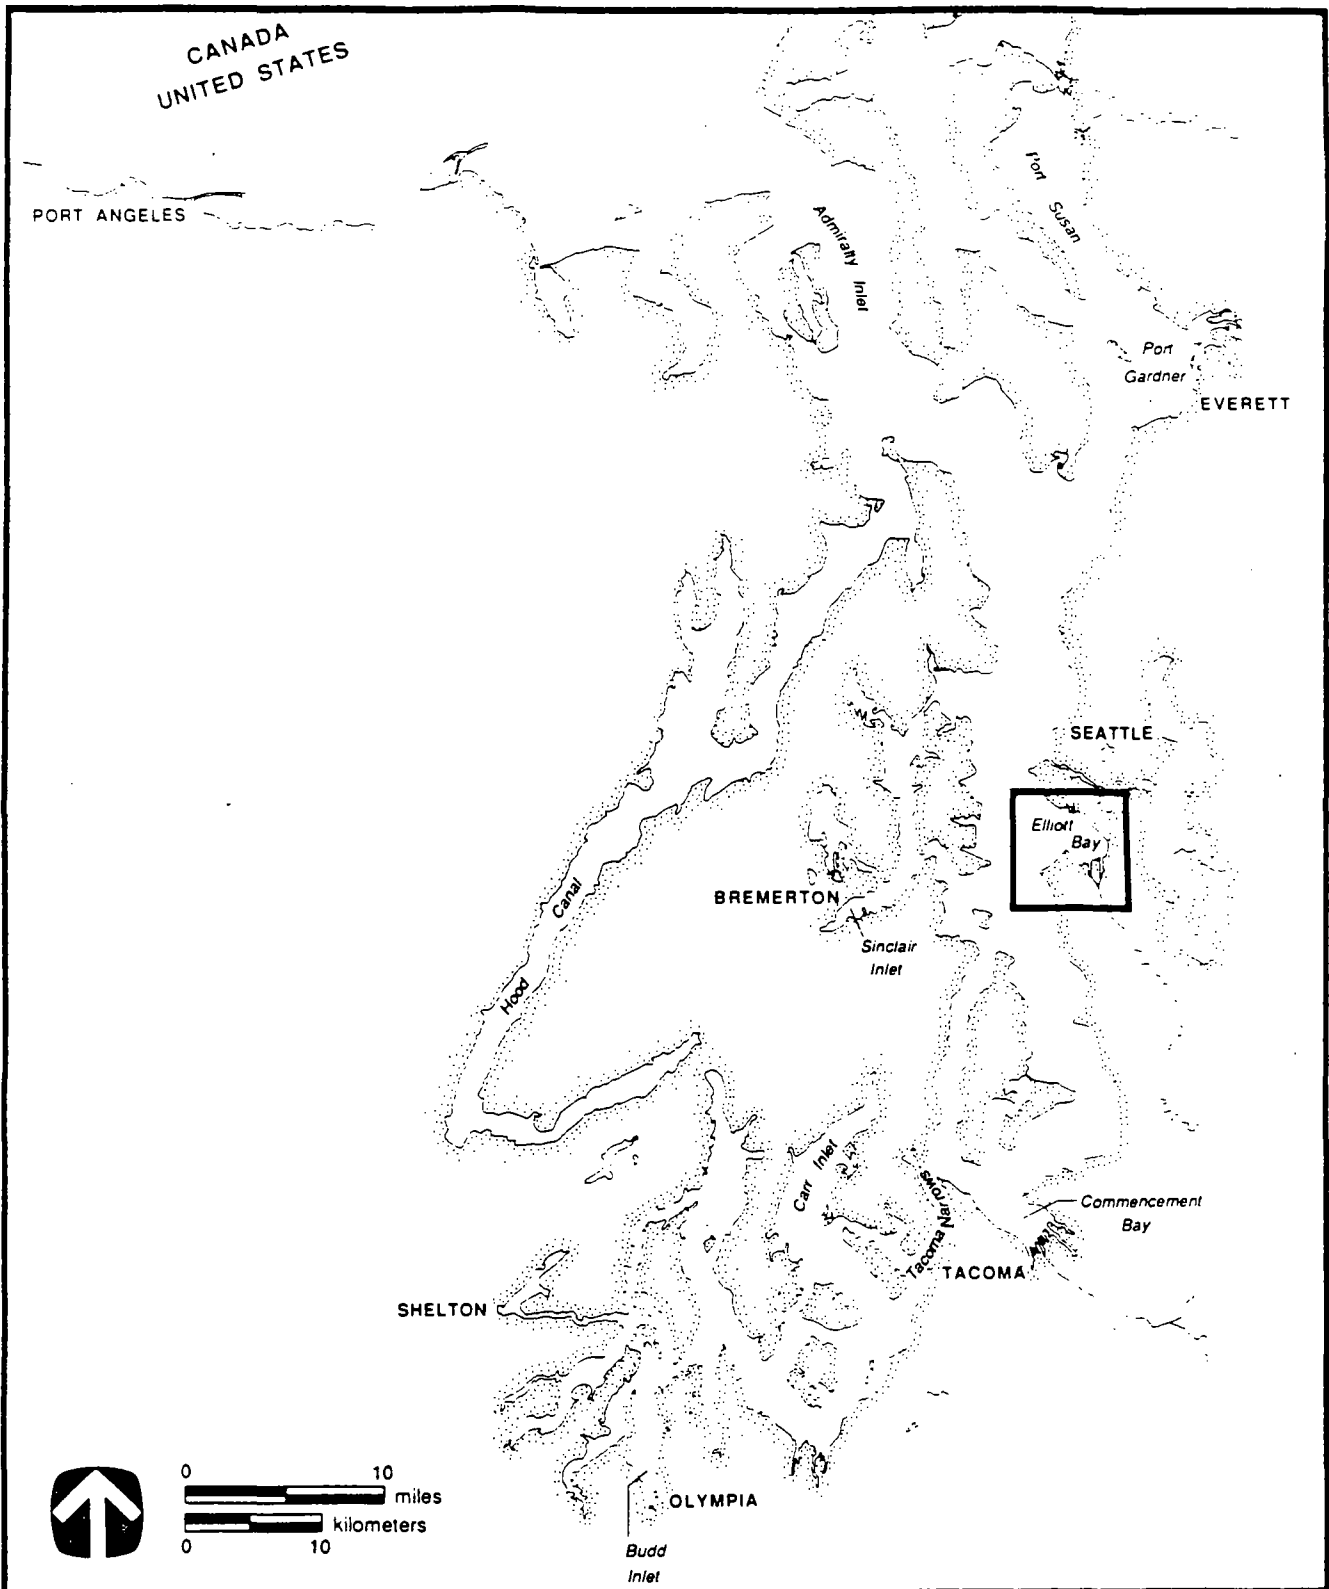 CANADA
UNITED STATES
PORT ANGELES
Port Susan
Admiralty Inlet
Port
Gardner
EVERETT
SEATTLE
Elliott
Bay
BREMERTON
Sinclair
Inlet
Hood Canal
Carr Inlet
Tacoma Narrows
Commencement
Bay
TACOMA
SHELTON
0 10
miles
kilometers
0 10
OLYMPIA
Budd
Inlet